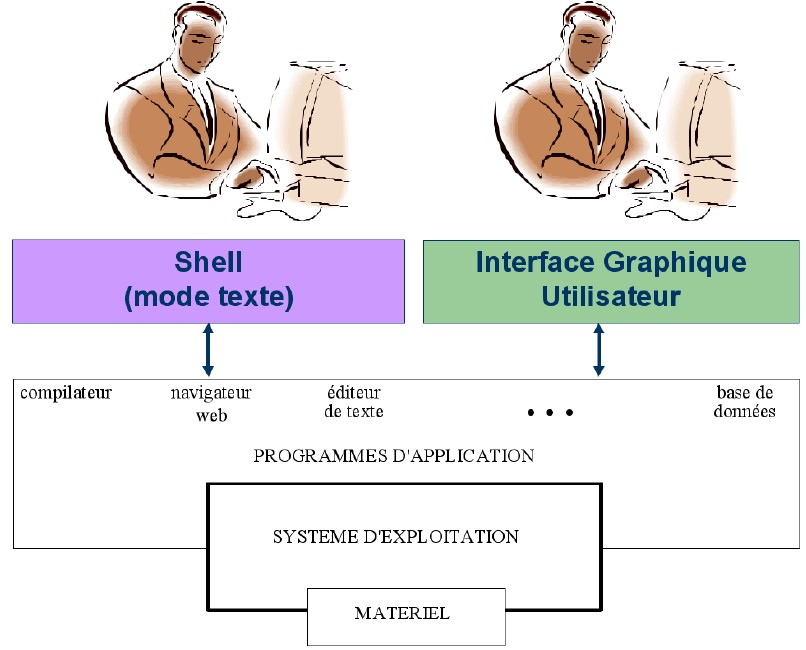 Shell
(mode texte)
Interface Graphique
Utilisateur
compilateur
navigateur
web
éditeur
de texte
• • •
base de
données
PROGRAMMES D'APPLICATION
SYSTEME D'EXPLOITATION
MATERIEL